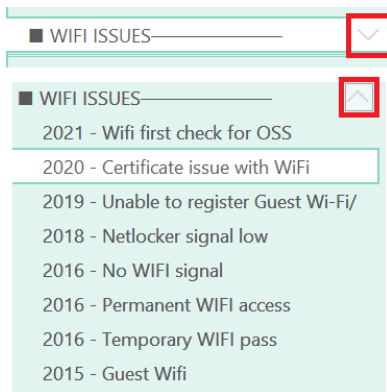 ■ WIFI ISSUES————————
■ WIFI ISSUES————————
2021 - Wifi first check for OSS
2020 - Certificate issue with WiFi
2019 - Unable to register Guest Wi-Fi/
2018 - Netlocker signal low
2016 - No WIFI signal
2016 - Permanent WIFI access
2016 - Temporary WIFI pass
2015 - Guest Wifi